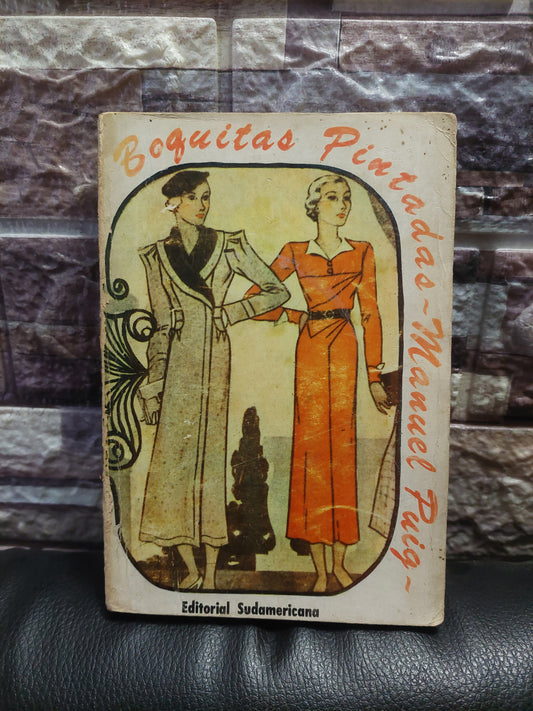 Boquitas Pintadas~Manuel Puig~
Editorial Sudamericana